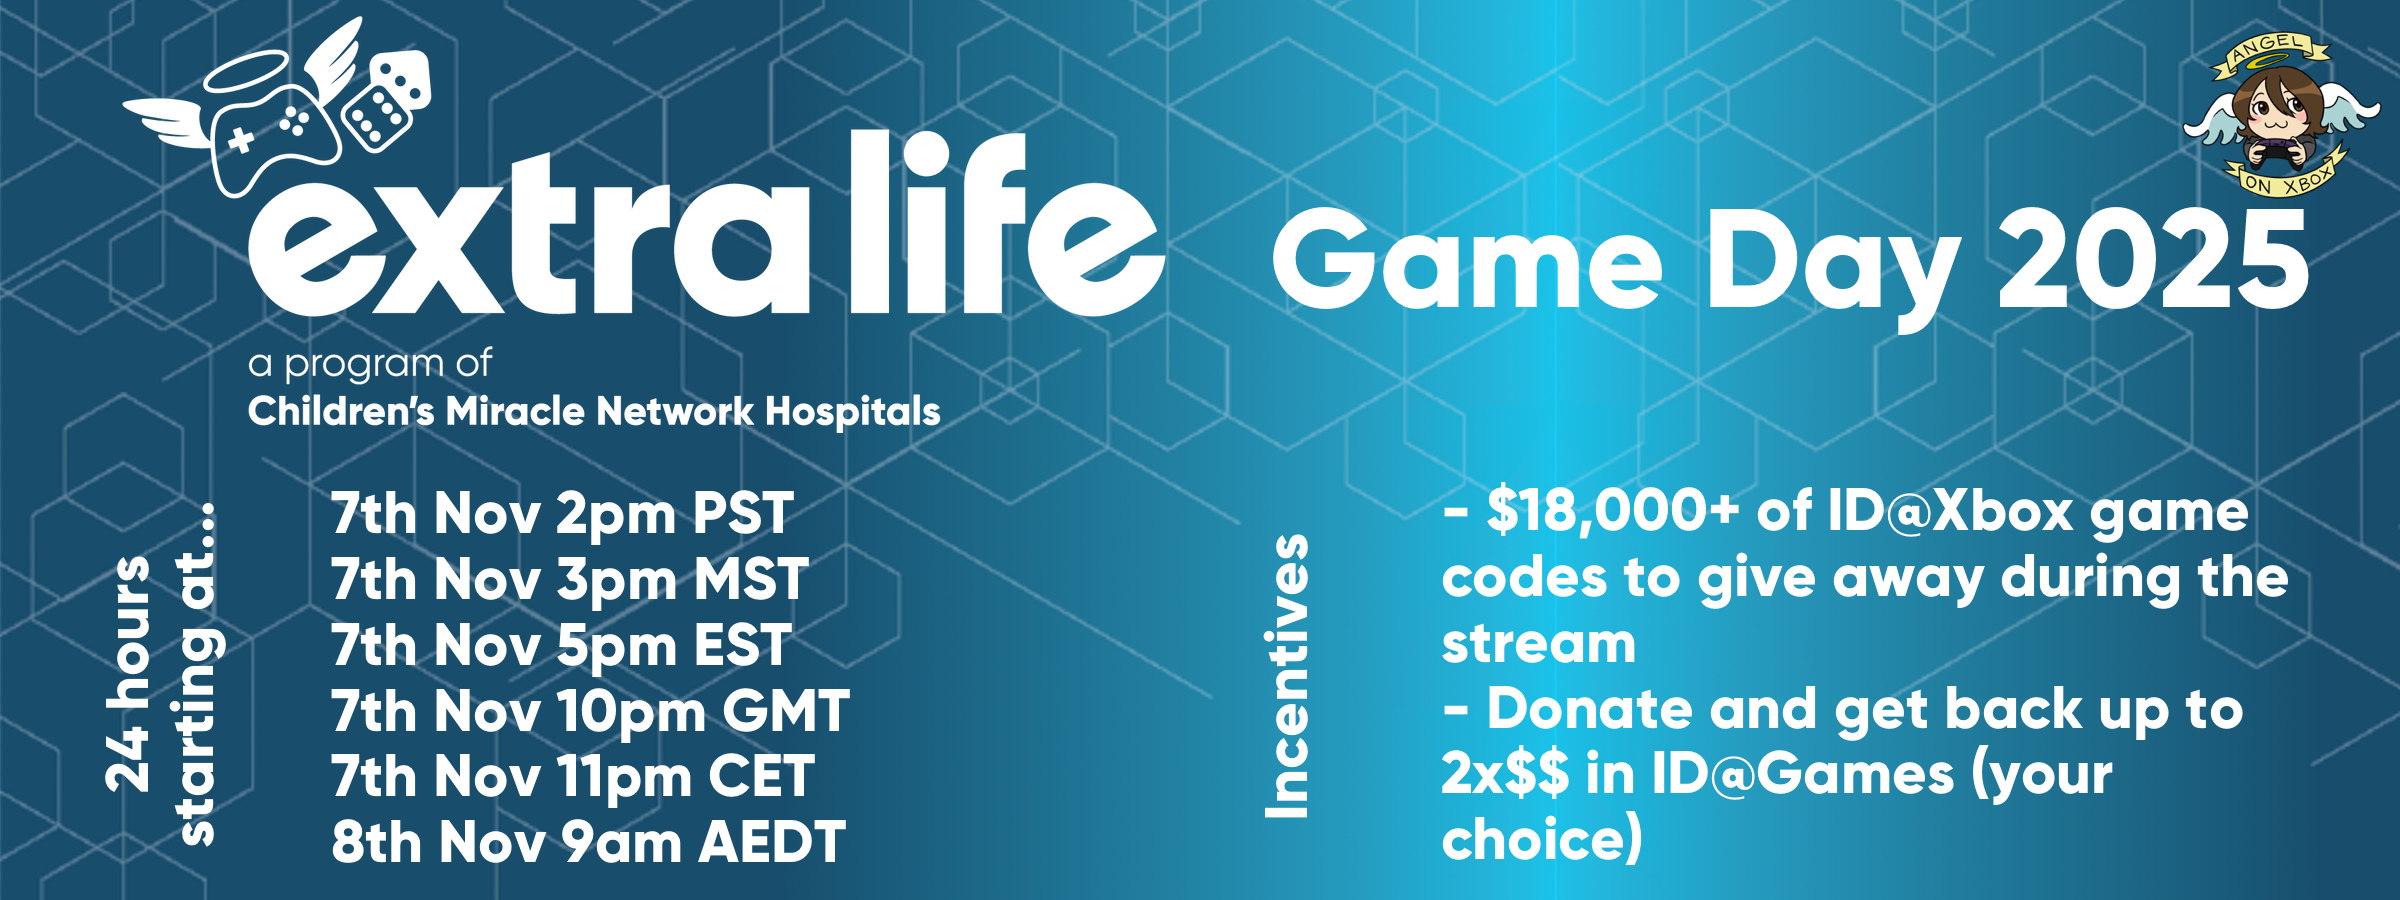 ANGEL
ON XBOX
extra life
Game Day 2025
a program of
Children's Miracle Network Hospitals
24 hours
starting at...
7th Nov 2pm PST
7th Nov 3pm MST
7th Nov 5pm EST
7th Nov 10pm GMT
7th Nov 11pm CET
8th Nov 9am AEDT
Incentives
- $18,000+ of ID@Xbox game
codes to give away during the
stream
- Donate and get back up to
2x$$ in ID@Games (your
choice)